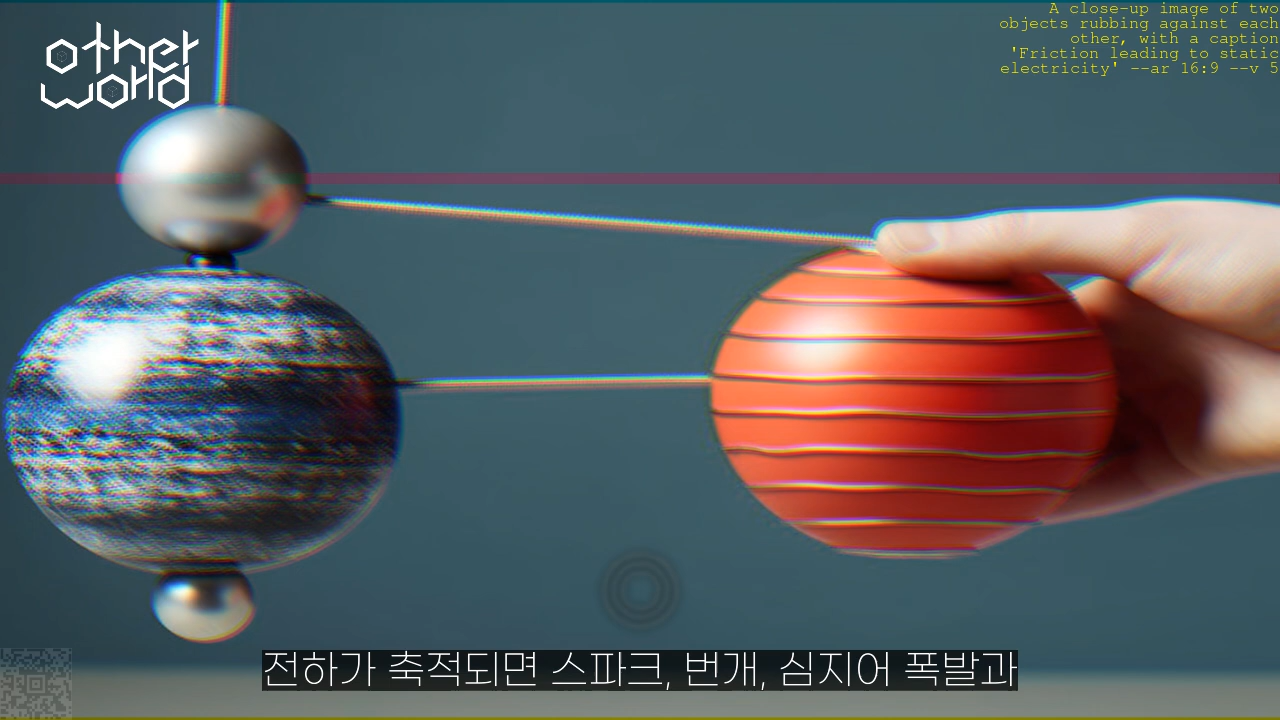 other
world
A close-up image of two
objects rubbing against each
other, with a caption
'Friction leading to static
electricity' --ar 16:9 --v 5
전하가 축적되면 스파크, 번개, 심지어 폭발과